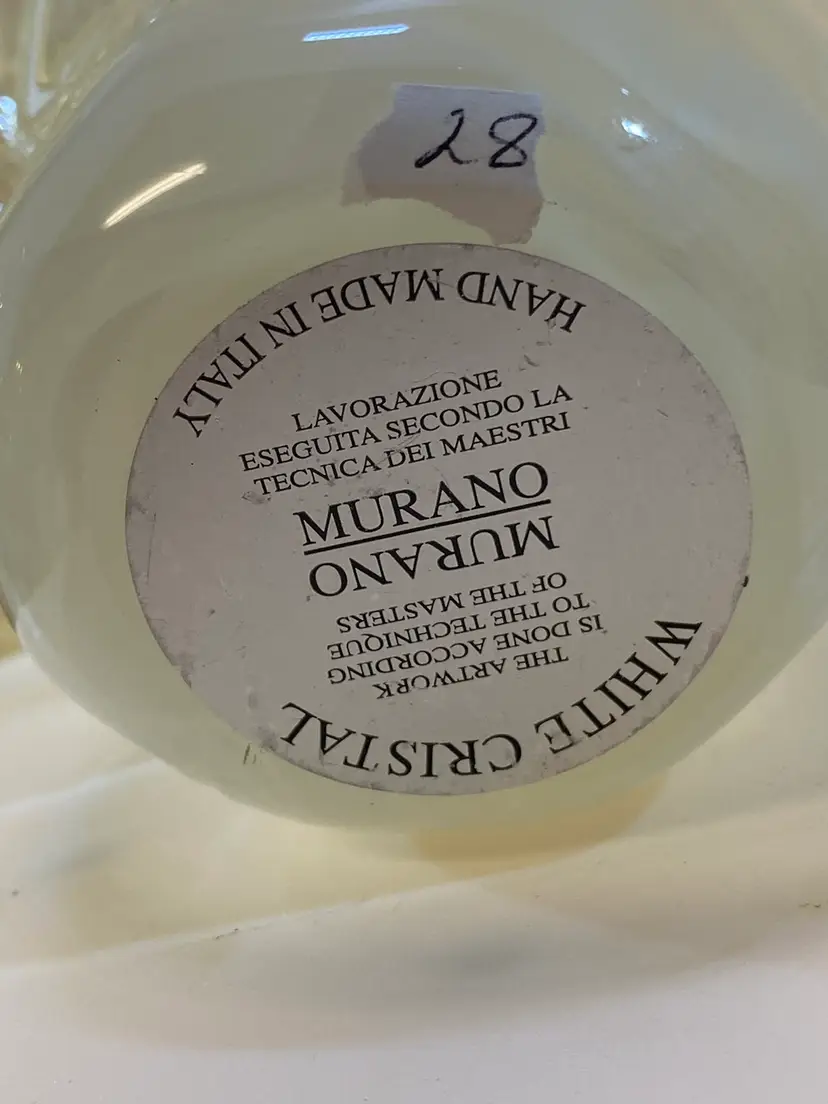 28
HAND MADE IN ITALY
LAVORAZIONE
ESEGUITA SECONDO LA
TECNICA DEI MAESTRI
MURANO
MURANO
THE ARTWORK
IS DONE ACCORDING
TO THE TECHNIQUE
OF THE MASTERS
WHITE CRISTAL